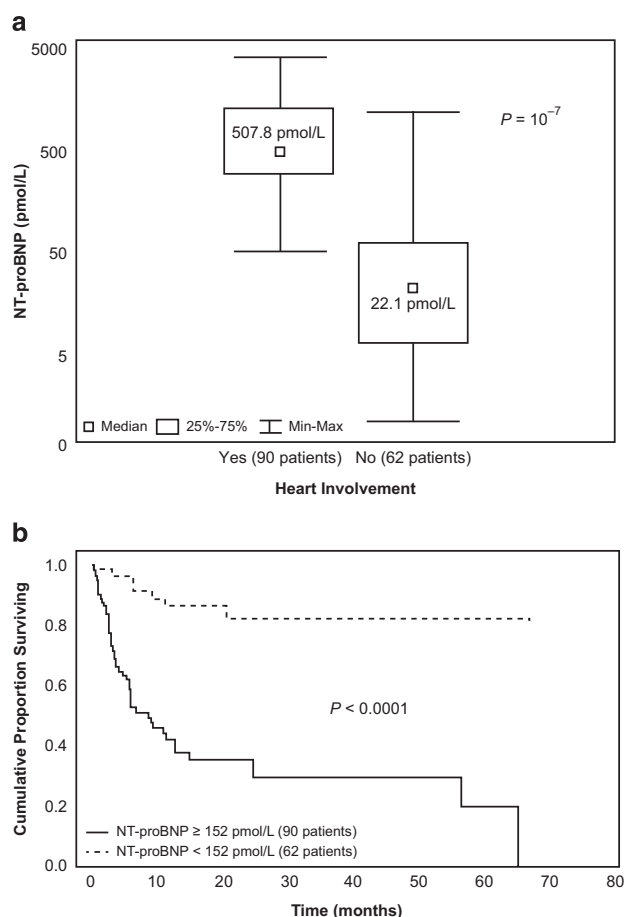 a
5000
500
50
5
0
NT-proBNP (pmol/L)
507.8 pmol/L
22.1 pmol/L
P = 10⁻⁷
Median 25%-75% Min-Max
Yes (90 patients) No (62 patients)
Heart Involvement
b
1.0
0.8
0.6
0.4
0.2
0.0
Cumulative Proportion Surviving
P < 0.0001
NT-proBNP ≥ 152 pmol/L (90 patients)
NT-proBNP < 152 pmol/L (62 patients)
0 10 20 30 40 50 60 70 80
Time (months)